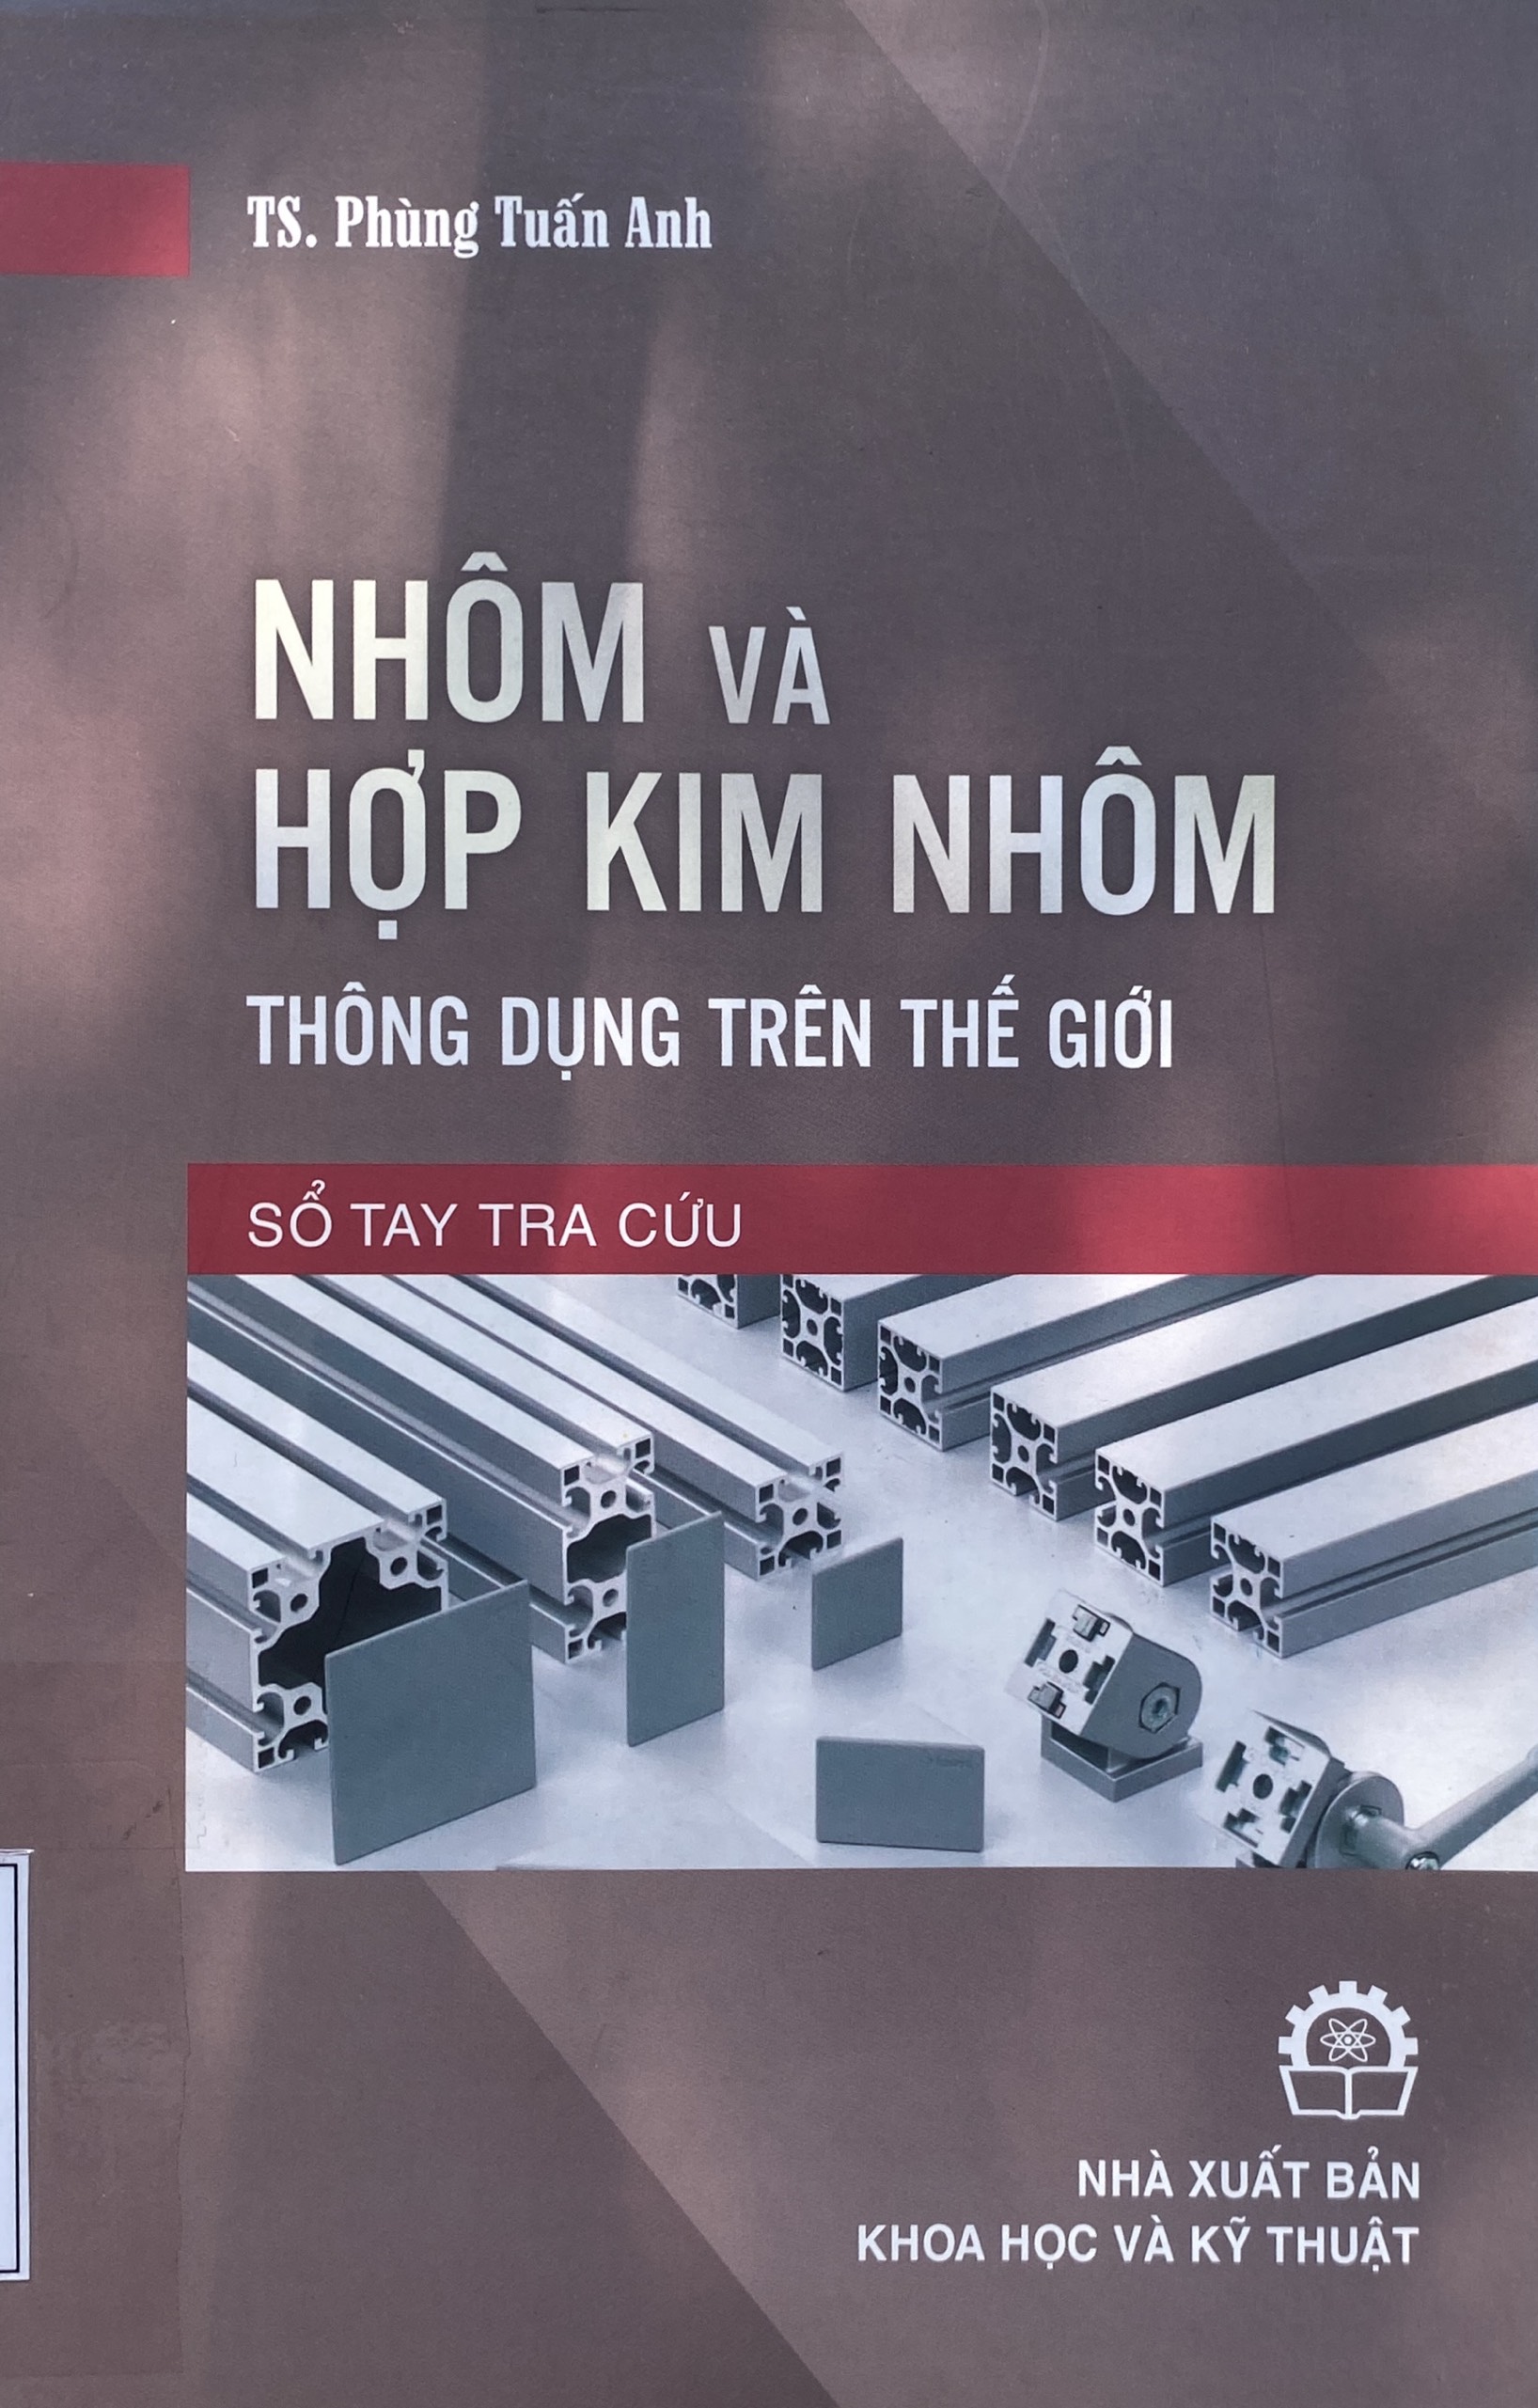 TS. Phùng Tuấn Anh
NHÔM VÀ
HỢP KIM NHÔM
THÔNG DỤNG TRÊN THẾ GIỚI
SỔ TAY TRA CỨU
NHÀ XUẤT BẢN
KHOA HỌC VÀ KỸ THUẬT